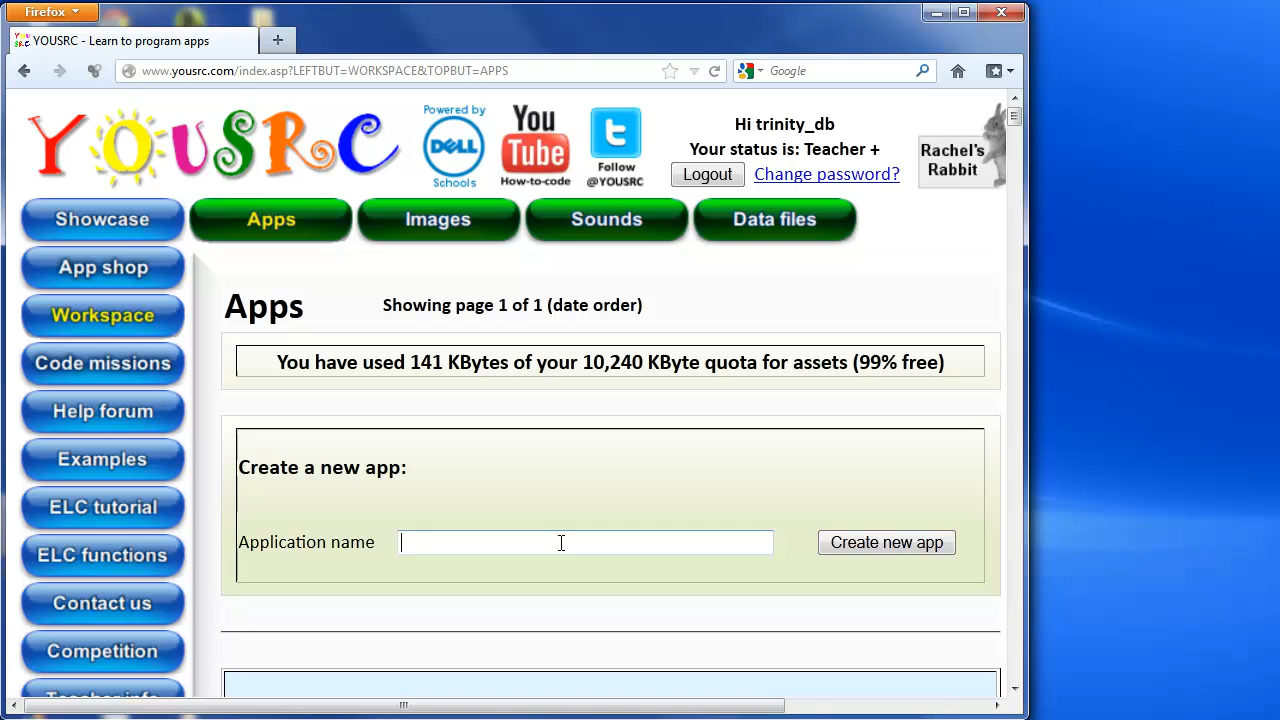 Firefox
YOUSRC - Learn to program apps
www.yousrc.com/index.asp?LEFTBUT=WORKSPACE&TOPBUT=APPS
Google
YOUSRC
Powered by
DELL
Schools
You
Tube
How-to-code
Follow
@YOUSRC
Hi trinity_db
Your status is: Teacher +
Logout
Change password?
Rachel's
Rabbit
Showcase
Apps
Images
Sounds
Data files
App shop
Workspace
Code missions
Help forum
Examples
ELC tutorial
ELC functions
Contact us
Competition
Teacher info
Apps
Showing page 1 of 1 (date order)
You have used 141 KBytes of your 10,240 KByte quota for assets (99% free)
Create a new app:
Application name
Create new app